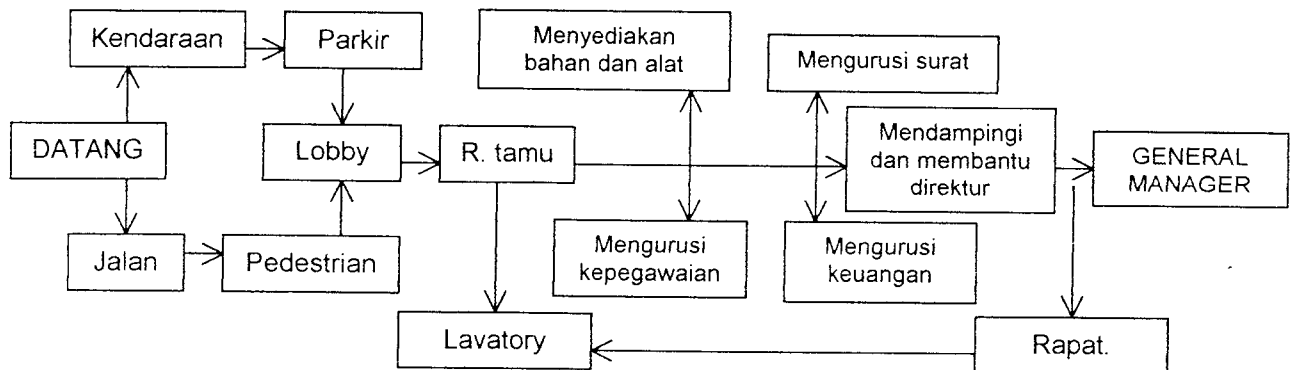 Kendaraan
Parkir
Menyediakan
bahan dan alat
Mengurusi surat
DATANG
Lobby
R. tamu
Mendampingi
dan membantu
direktur
GENERAL
MANAGER
Jalan
Pedestrian
Mengurusi
kepegawaian
Mengurusi
keuangan
Lavatory
Rapat.